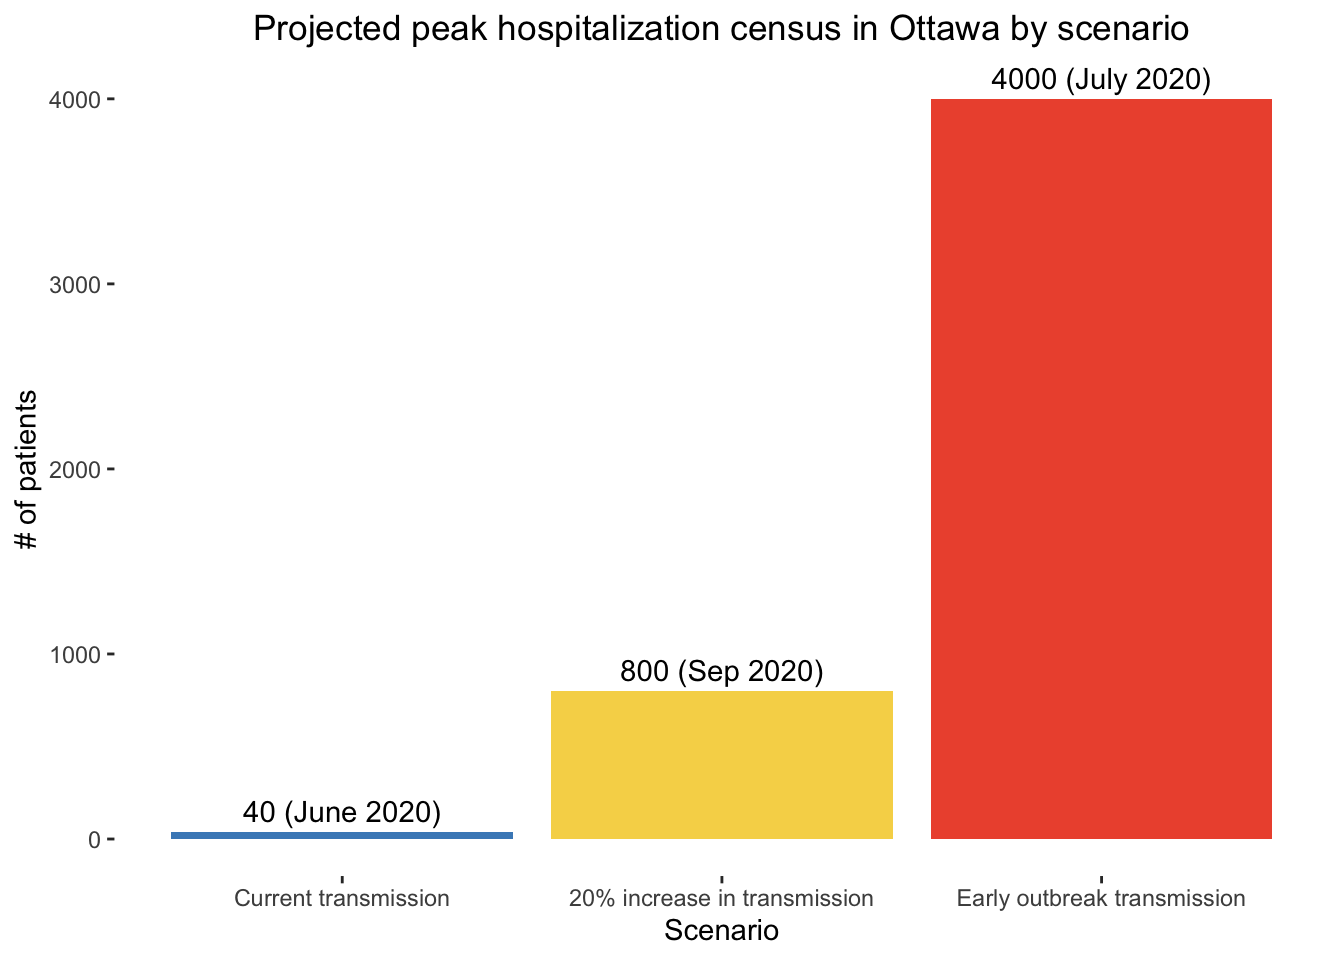 Projected peak hospitalization census in Ottawa by scenario
4000 (July 2020)
4000
3000
2000
1000
0
# of patients
800 (Sep 2020)
40 (June 2020)
Current transmission
20% increase in transmission
Early outbreak transmission
Scenario